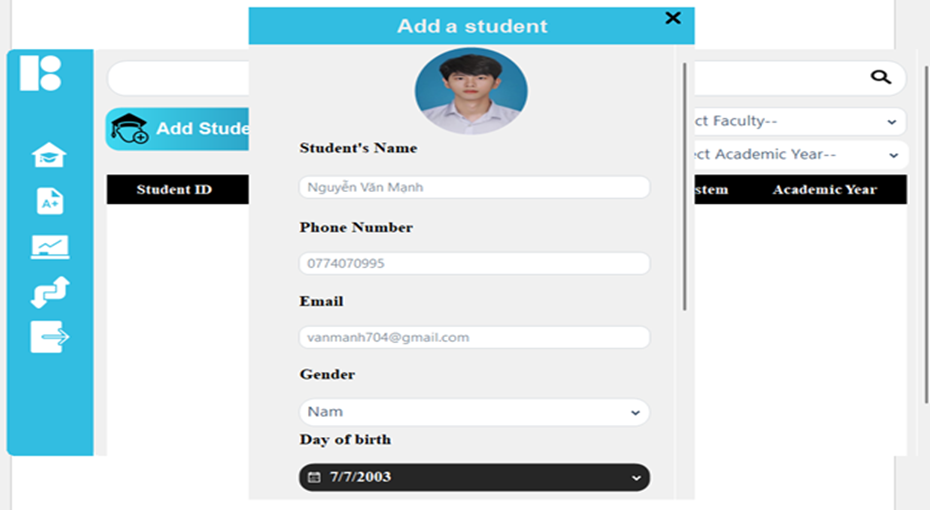 Add a student
Add Stude
ct Faculty--
ct Academic Year--
Student ID
stem
Academic Year
Student's Name
Nguyễn Văn Mạnh
Phone Number
0774070995
Email
vanmanh704@gmail.com
Gender
Nam
Day of birth
7/7/2003
A+